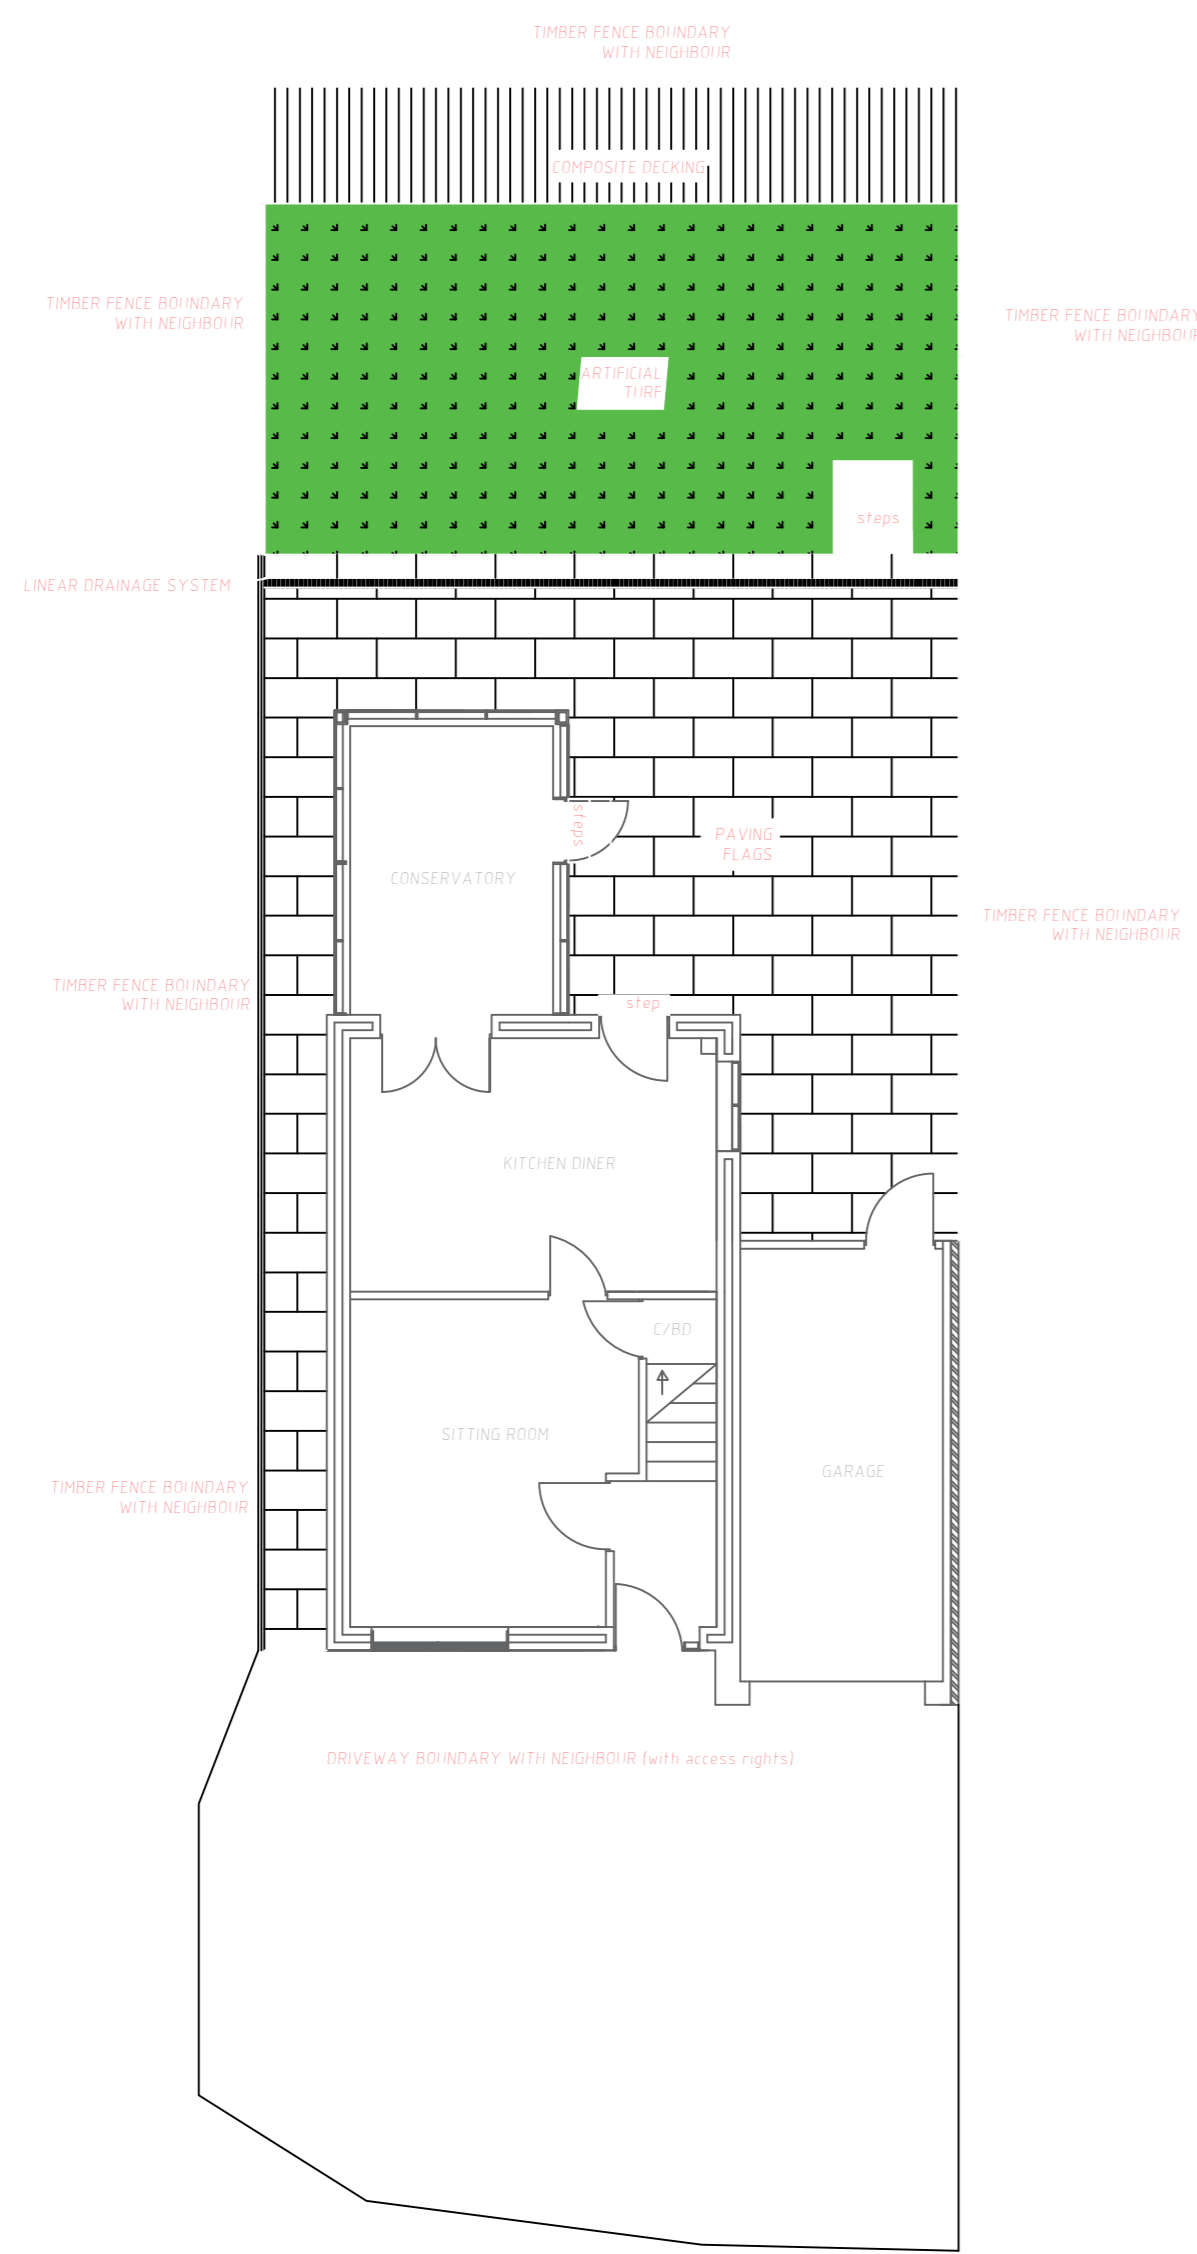 TIMBER FENCE BOUNDARY
WITH NEIGHBOUR
COMPOSITE DECKING
TIMBER FENCE BOUNDARY
WITH NEIGHBOUR
TIMBER FENCE BOUNDARY
WITH NEIGHBOUR
ARTIFICIAL
TURF
steps
LINEAR DRAINAGE SYSTEM
steps
PAVING
FLAGS
CONSERVATORY
TIMBER FENCE BOUNDARY
WITH NEIGHBOUR
TIMBER FENCE BOUNDARY
WITH NEIGHBOUR
step
KITCHEN DINER
C/BD
SITTING ROOM
GARAGE
TIMBER FENCE BOUNDARY
WITH NEIGHBOUR
DRIVEWAY BOUNDARY WITH NEIGHBOUR (with access rights)